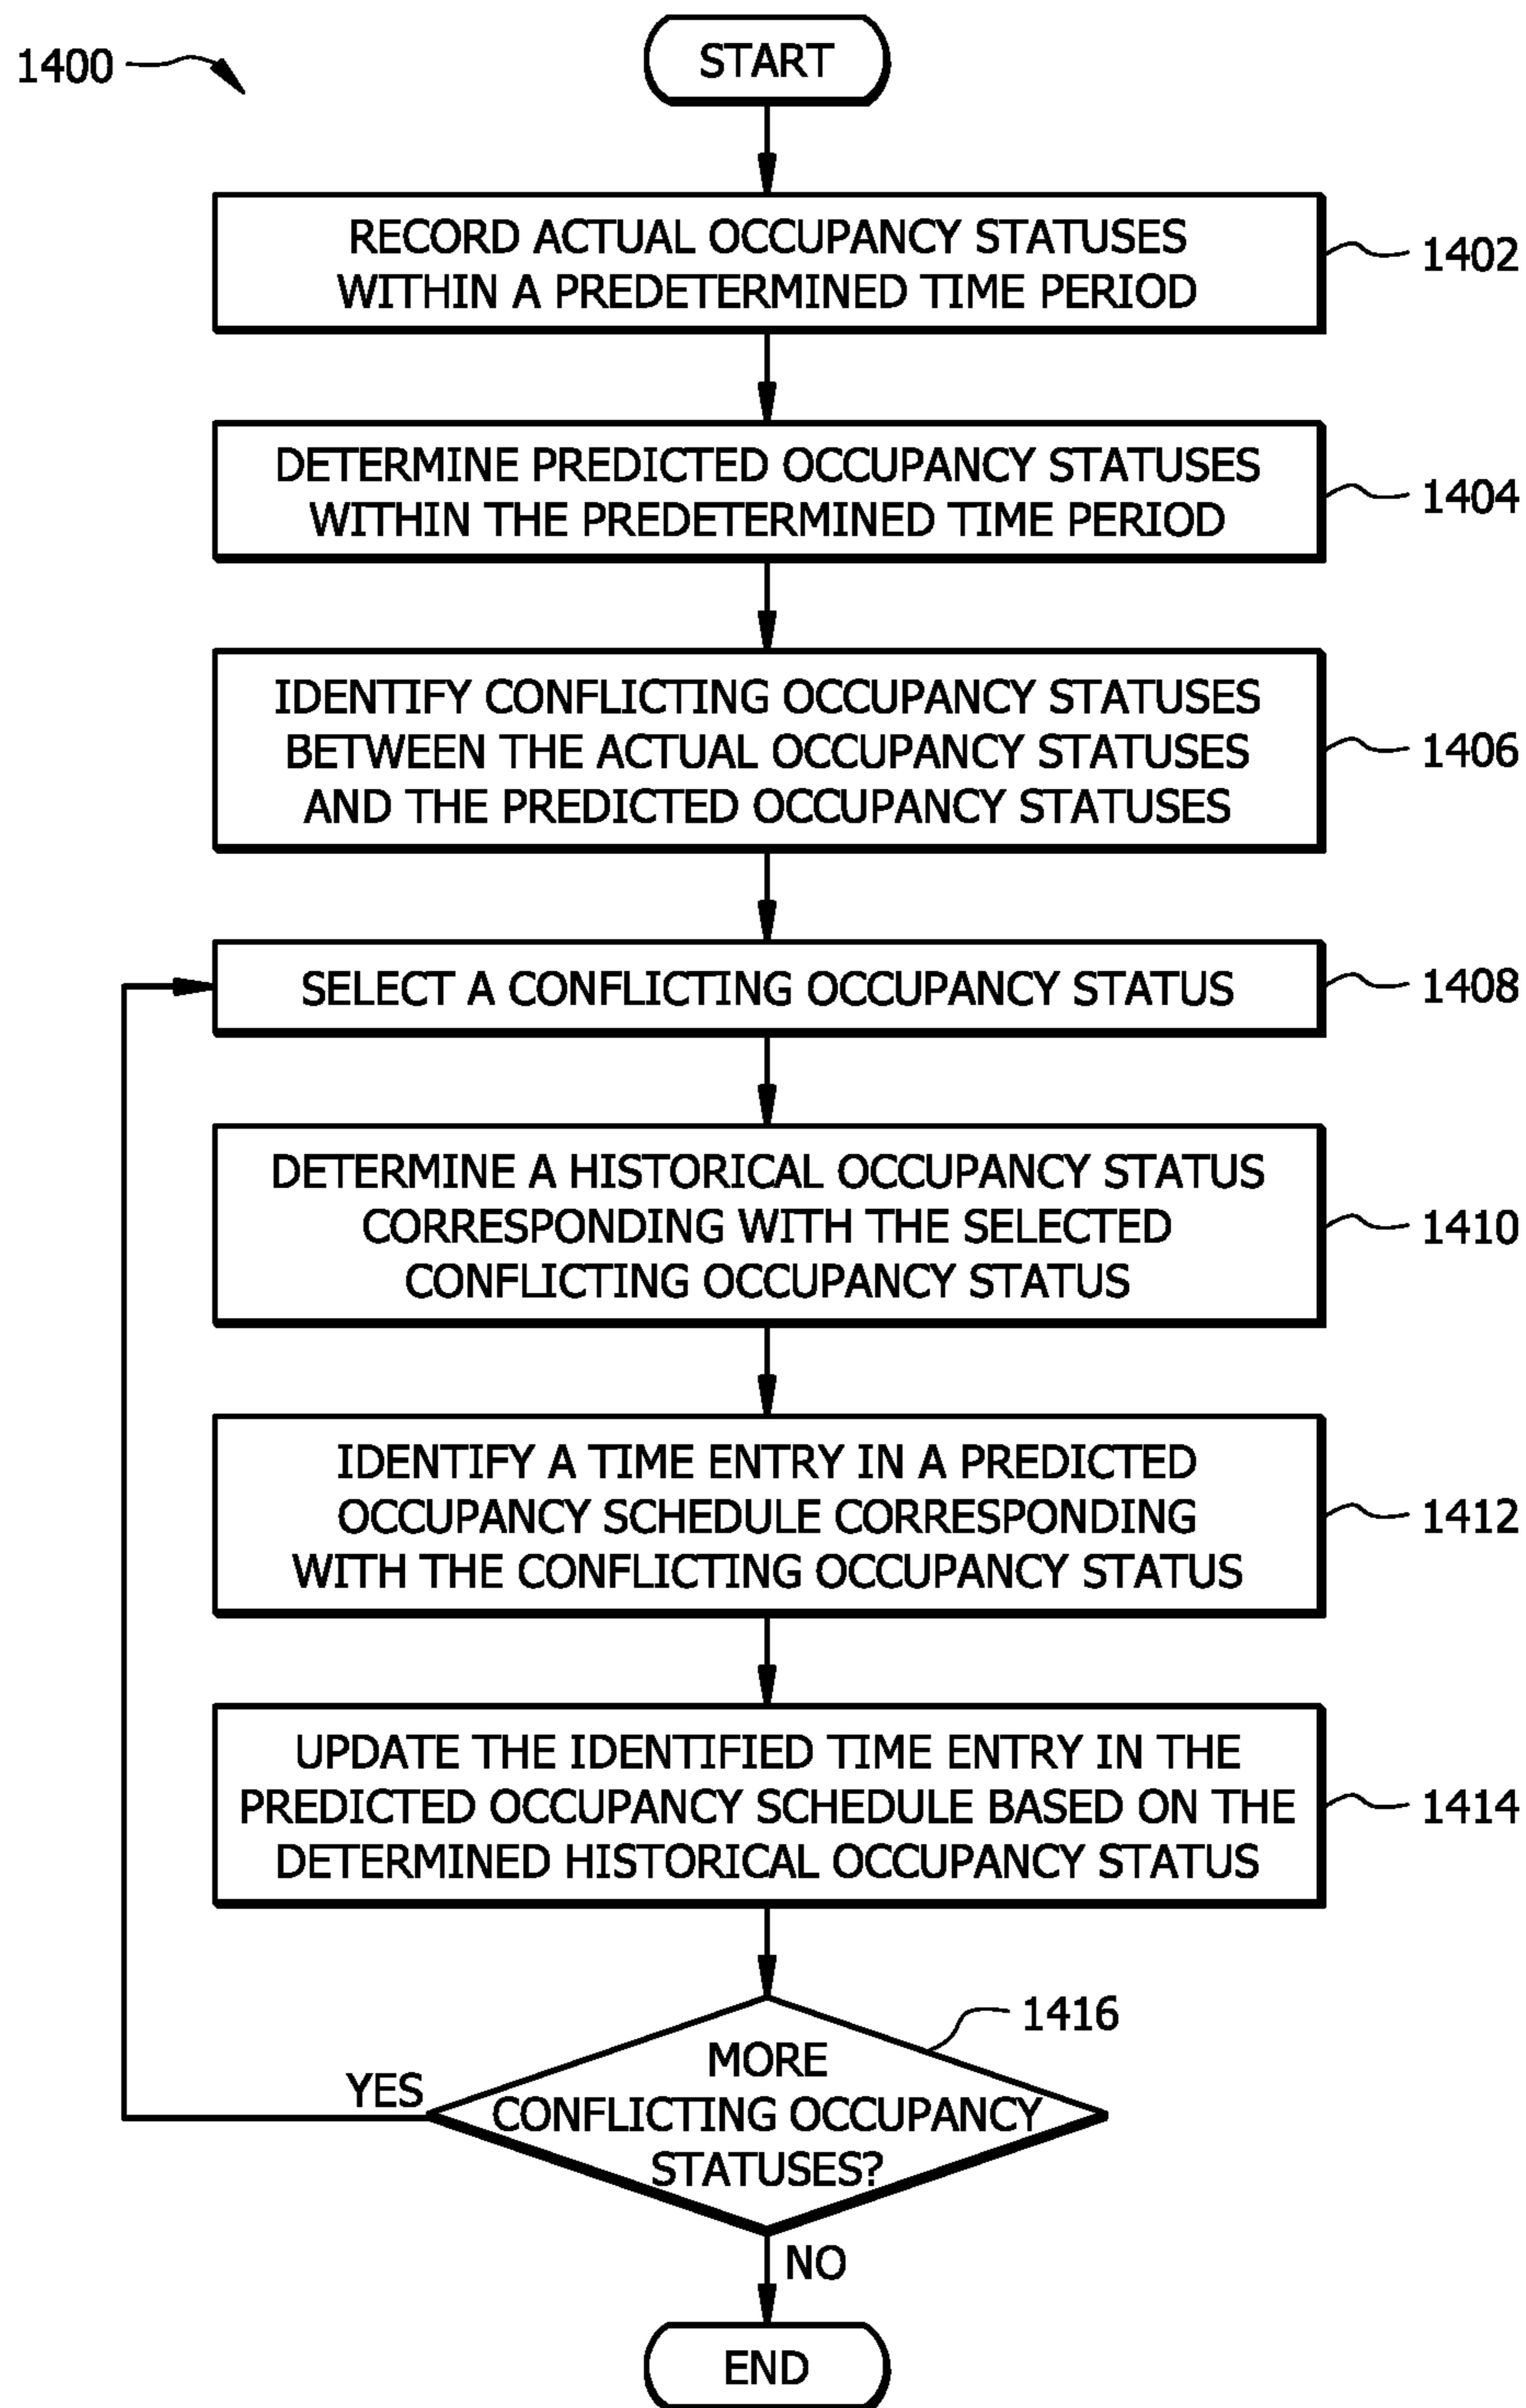 1400
START
RECORD ACTUAL OCCUPANCY STATUSES
WITHIN A PREDETERMINED TIME PERIOD
1402
DETERMINE PREDICTED OCCUPANCY STATUSES
WITHIN THE PREDETERMINED TIME PERIOD
1404
IDENTIFY CONFLICTING OCCUPANCY STATUSES
BETWEEN THE ACTUAL OCCUPANCY STATUSES
AND THE PREDICTED OCCUPANCY STATUSES
1406
SELECT A CONFLICTING OCCUPANCY STATUS
1408
DETERMINE A HISTORICAL OCCUPANCY STATUS
CORRESPONDING WITH THE SELECTED
CONFLICTING OCCUPANCY STATUS
1410
IDENTIFY A TIME ENTRY IN A PREDICTED
OCCUPANCY SCHEDULE CORRESPONDING
WITH THE CONFLICTING OCCUPANCY STATUS
1412
UPDATE THE IDENTIFIED TIME ENTRY IN THE
PREDICTED OCCUPANCY SCHEDULE BASED ON THE
DETERMINED HISTORICAL OCCUPANCY STATUS
1414
1416
MORE
CONFLICTING OCCUPANCY
STATUSES?
YES
NO
END